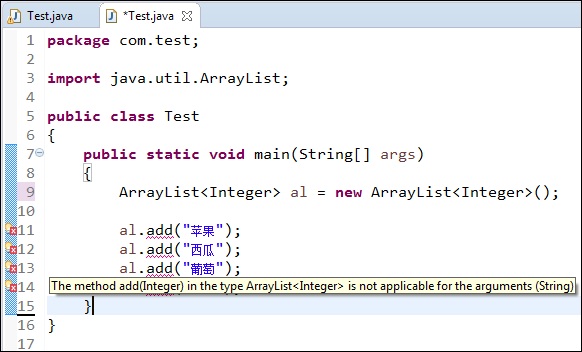 Test.java *Test.java
1 package com.test;
2
3 import java.util.ArrayList;
4
5 public class Test
6 {
7 public static void main(String[] args)
8 {
9 ArrayList<Integer> al = new ArrayList<Integer>();
10
11 al.add("苹果");
12 al.add("西瓜");
13 al.add("葡萄");
14 The method add(Integer) in the type ArrayList<Integer> is not applicable for the arguments (String)
15 }
16 }
17